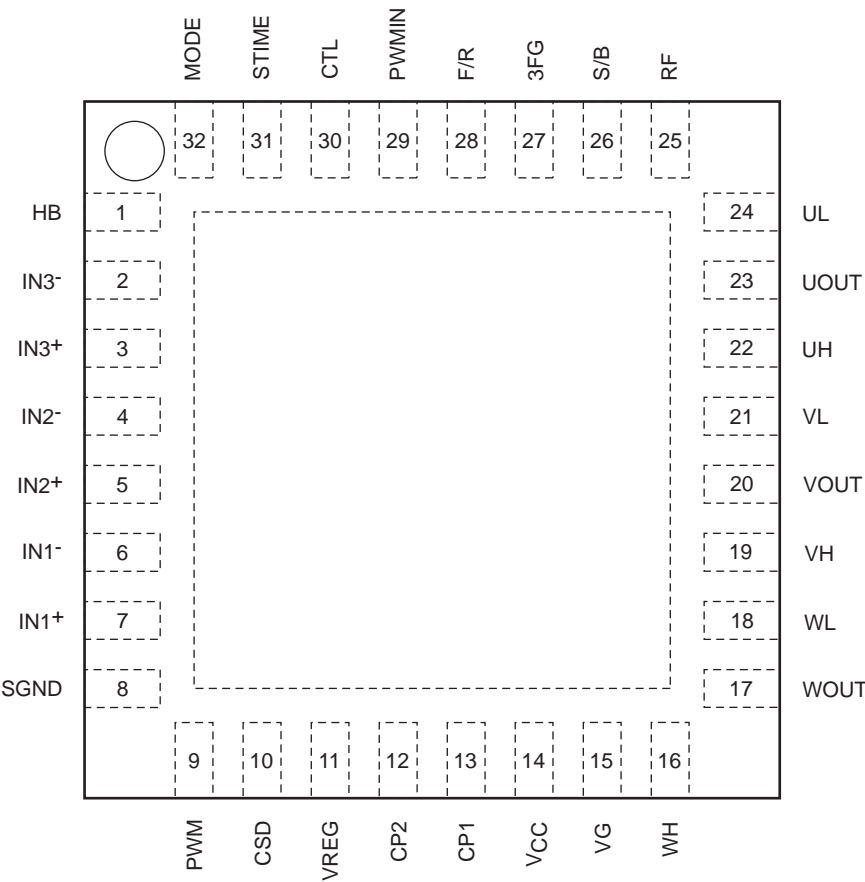 MODE STIME CTL PWMIN F/R 3FG S/B RF
32 31 30 29 28 27 26 25
HB 1 24 UL
IN3- 2 23 UOUT
IN3+ 3 22 UH
IN2- 4 21 VL
IN2+ 5 20 VOUT
IN1- 6 19 VH
IN1+ 7 18 WL
SGND 8 17 WOUT
9 10 11 12 13 14 15 16
PWM CSD VREG CP2 CP1 VCC VG WH